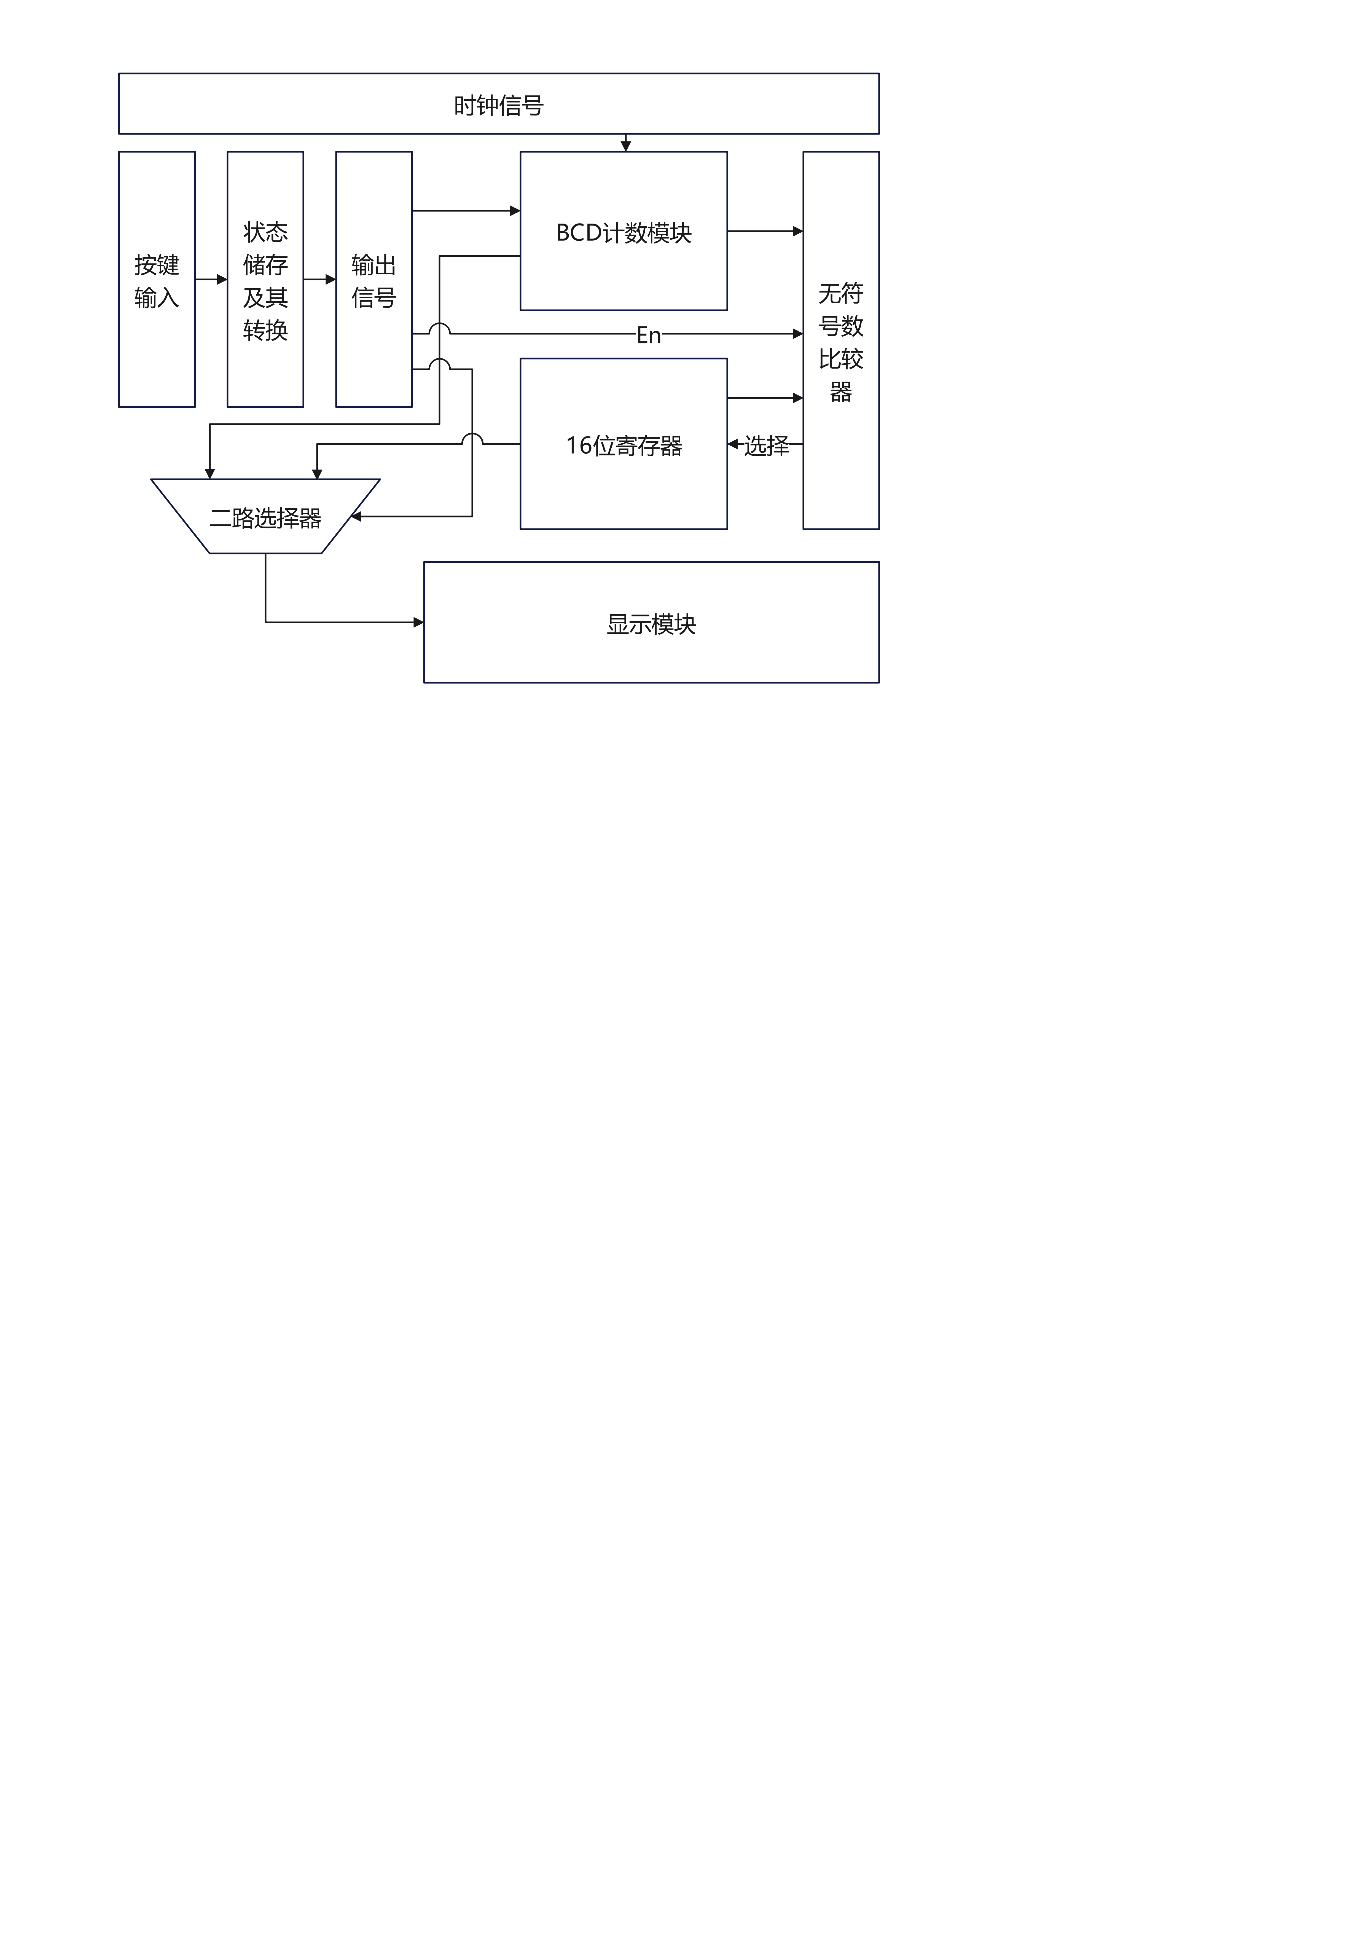 时钟信号
按键
输入
状态
储存
及其
转换
输出
信号
BCD计数模块
无符
号数
比较
器
En
16位寄存器
选择
二路选择器
显示模块